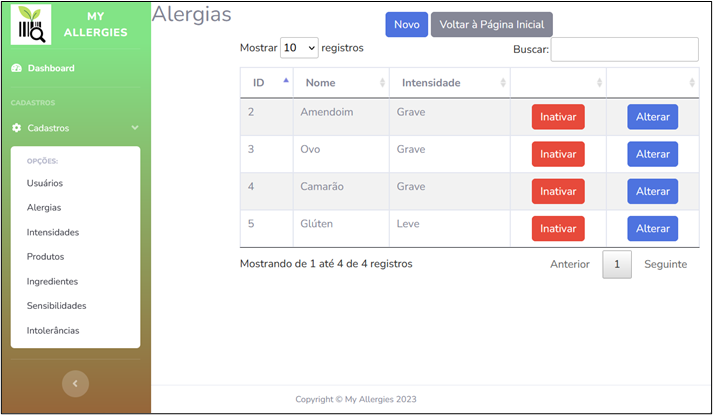 MY
ALLERGIES
Dashboard
CADASTROS
Cadastros
OPÇÕES:
Usuários
Alergias
Intensidades
Produtos
Ingredientes
Sensibilidades
Intolerâncias
Alergias
Novo Voltar à Página Inicial
Mostrar 10 registros Buscar:
ID Nome Intensidade
2 Amendoim Grave Inativar Alterar
3 Ovo Grave Inativar Alterar
4 Camarão Grave Inativar Alterar
5 Glúten Leve Inativar Alterar
Mostrando de 1 até 4 de 4 registros Anterior 1 Seguinte
Copyright © My Allergies 2023